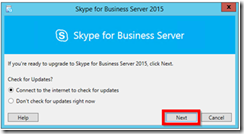 Skype for Business Server 2015
Skype for Business Server
If you're ready to upgrade to Skype for Business Server 2015, click Next.
Check for Updates?
Connect to the internet to check for updates
Don't check for updates right now
Help
Next
Cancel